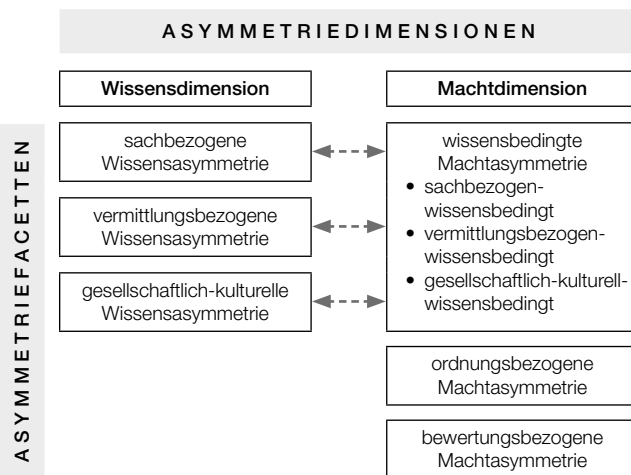 ASYMMETRIEDIMENSIONEN
Wissensdimension
Machtdimension
ASYMMETRIEFACETTEN
sachbezogene
Wissensasymmetrie
vermittlungsbezogene
Wissensasymmetrie
gesellschaftlich-kulturelle
Wissensasymmetrie
wissensbedingte
Machtasymmetrie
• sachbezogen-
wissensbedingt
• vermittlungsbezogen-
wissensbedingt
• gesellschaftlich-kulturell-
wissensbedingt
ordnungsbezogene
Machtasymmetrie
bewertungsbezogene
Machtasymmetrie